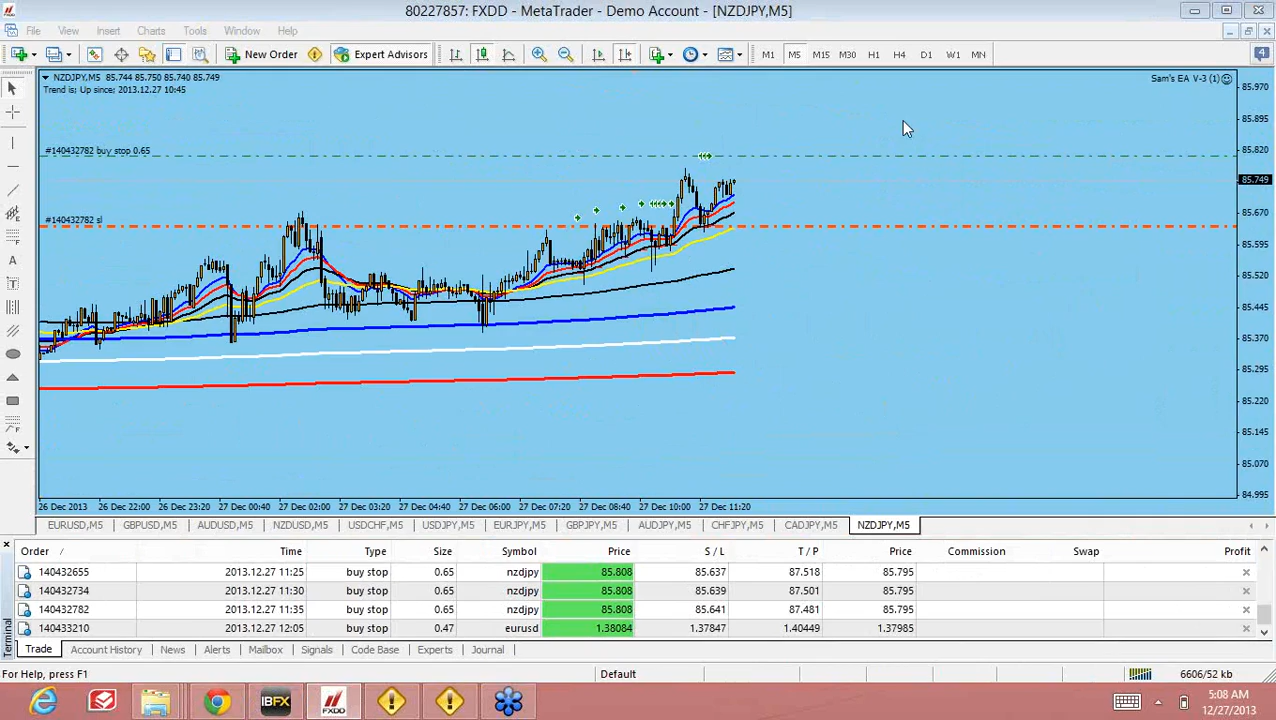 80227857: FXDD - MetaTrader - Demo Account - [NZDJPY,M5]
File View Insert Charts Tools Window Help
New Order Expert Advisors M1 M5 M15 M30 H1 H4 D1 W1 MN 4
NZDJPY,M5 85.744 85.750 85.740 85.749
Sam's EA V-3 (1)
Trend is: Up since: 2013.12.27 10:45
85.970
85.895
#140432782 buy stop 0.65
85.820
85.749
#140432782 sl
85.670
85.595
85.520
85.445
85.370
85.295
85.220
85.145
85.070
84.995
26 Dec 2013 26 Dec 22:00 26 Dec 23:20 27 Dec 00:40 27 Dec 02:00 27 Dec 03:20 27 Dec 04:40 27 Dec 06:00 27 Dec 07:20 27 Dec 08:40 27 Dec 10:00 27 Dec 11:20
EURUSD,M5 GBPUSD,M5 AUDUSD,M5 NZDUSD,M5 USDCHF,M5 USDJPY,M5 EURJPY,M5 GBPJPY,M5 AUDJPY,M5 CHFJPY,M5 CADJPY,M5 NZDJPY,M5
Order / Time Type Size Symbol Price S / L T / P Price Commission Swap Profit
140432655 2013.12.27 11:25 buy stop 0.65 nzdjpy 85.808 85.637 87.518 85.795
140432734 2013.12.27 11:30 buy stop 0.65 nzdjpy 85.808 85.639 87.501 85.795
140432782 2013.12.27 11:35 buy stop 0.65 nzdjpy 85.808 85.641 87.481 85.795
140433210 2013.12.27 12:05 buy stop 0.47 eurusd 1.38084 1.37847 1.40449 1.37985
Terminal
Trade Account History News Alerts Mailbox Signals Code Base Experts Journal
For Help, press F1 Default 6606/52 kb
IBFX
FXDD
5:08 AM
12/27/2013